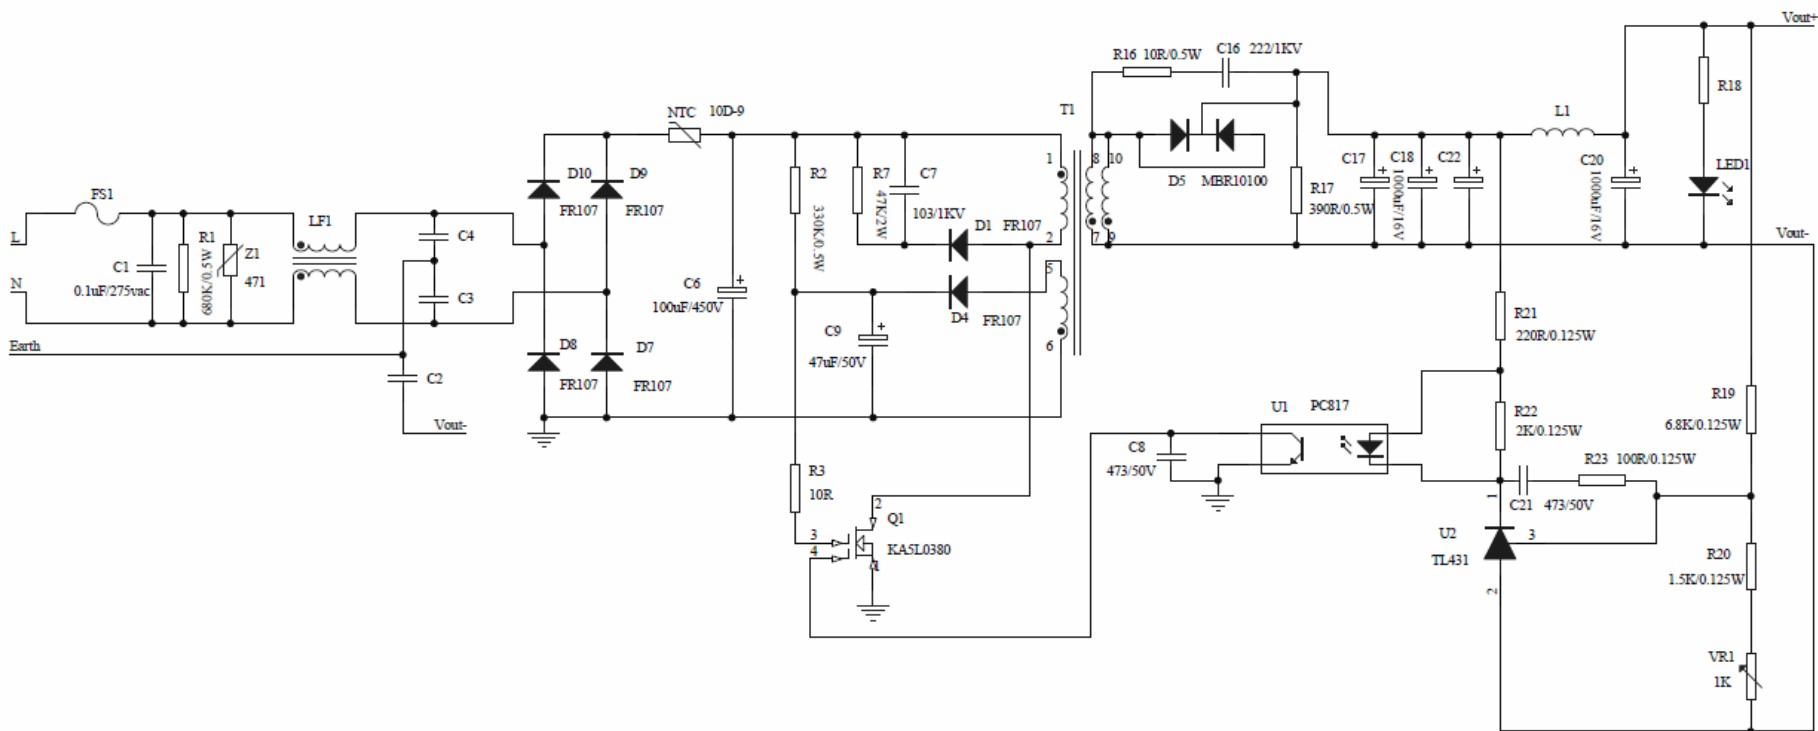 Vout+
R16 10R/0.5W
C16 222/1KV
R18
NTC 10D-9
T1
L1
1
8 10
D5 MBR10100
C17
C18
1000uF/16V
C22
C20
1000uF/16V
LED1
FS1
D10
FR107
D9
FR107
R2
330K/0.5W
R7
47K/2W
C7
103/1KV
R17
390R/0.5W
D1 FR107
2
7 9
Vout-
L
LF1
C4
R1
680K/0.5W
Z1
471
C1
0.1uF/275vac
N
C3
C6
100uF/450V
+
5
D4 FR107
C9
47uF/50V
+
6
R21
220R/0.125W
Earth
D8
FR107
D7
FR107
C2
Vout-
U1 PC817
R22
2K/0.125W
R19
6.8K/0.125W
C8
473/50V
R23 100R/0.125W
C21 473/50V
R3
10R
2
Q1
KA5L0380
3
4
1
1
U2
TL431
3
2
R20
1.5K/0.125W
VR1
1K